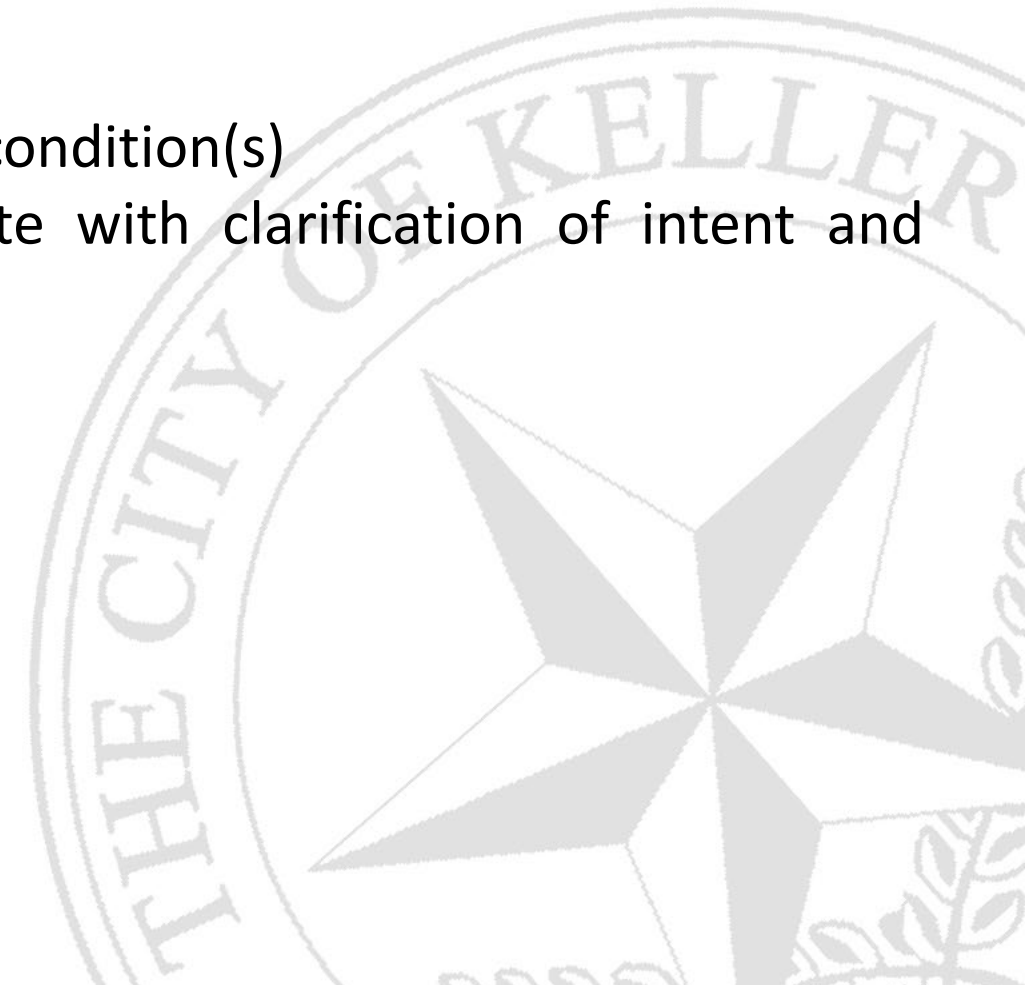 condition(s)
te with clarification of intent and
THE CITY OF KELLER